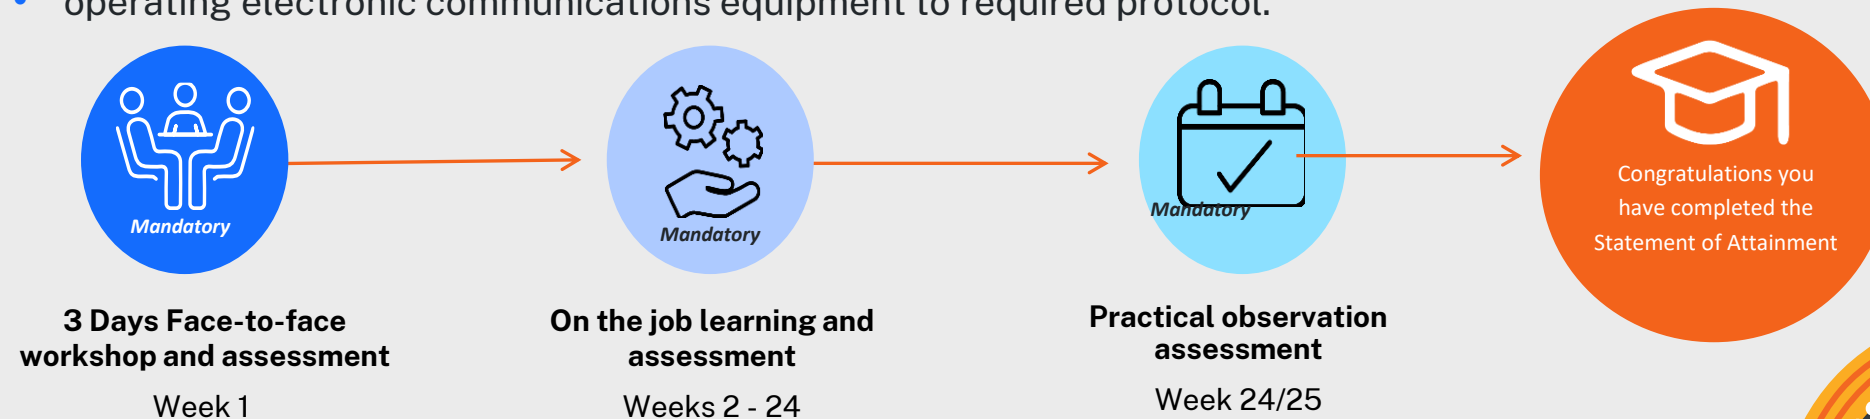 • operating electronic communications equipment to required protocol.
Mandatory
Mandatory
Mandatory
Congratulations you
have completed the
Statement of Attainment
3 Days Face-to-face
workshop and assessment
Week 1
On the job learning and
assessment
Weeks 2 - 24
Practical observation
assessment
Week 24/25